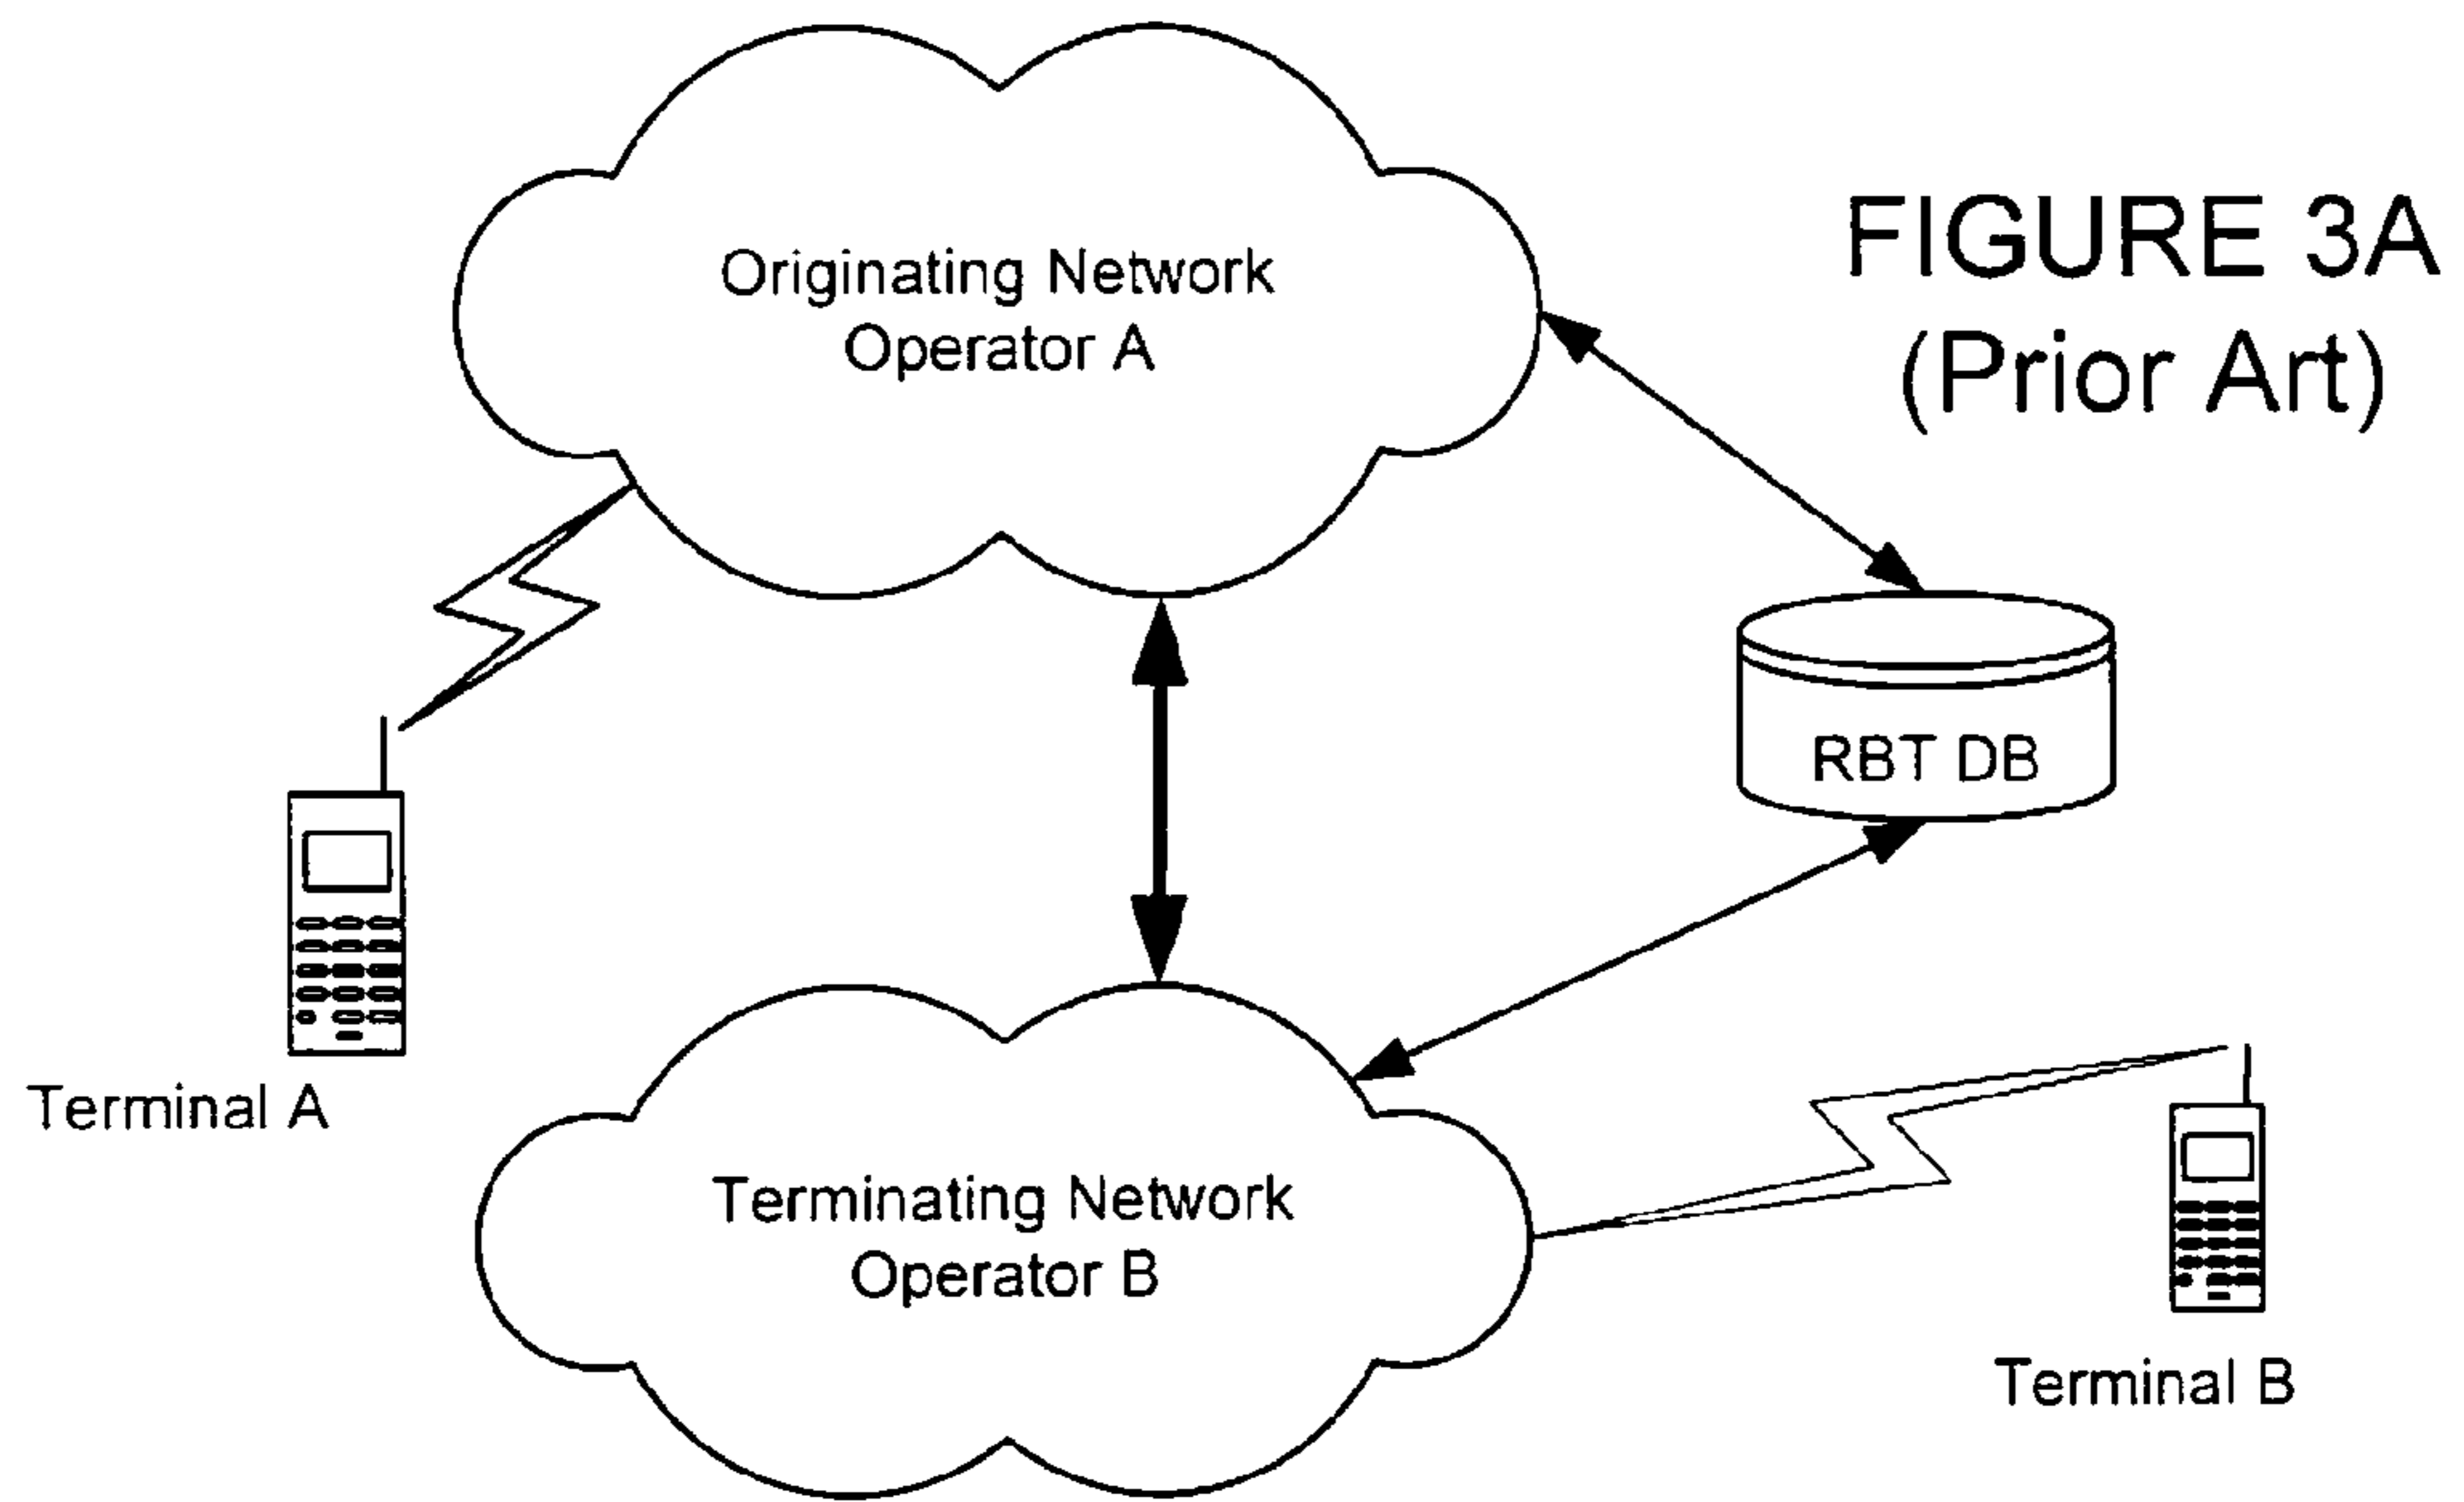 Originating Network
Operator A
FIGURE 3A
(Prior Art)
RBT DB
Terminal A
Terminating Network
Operator B
Terminal B